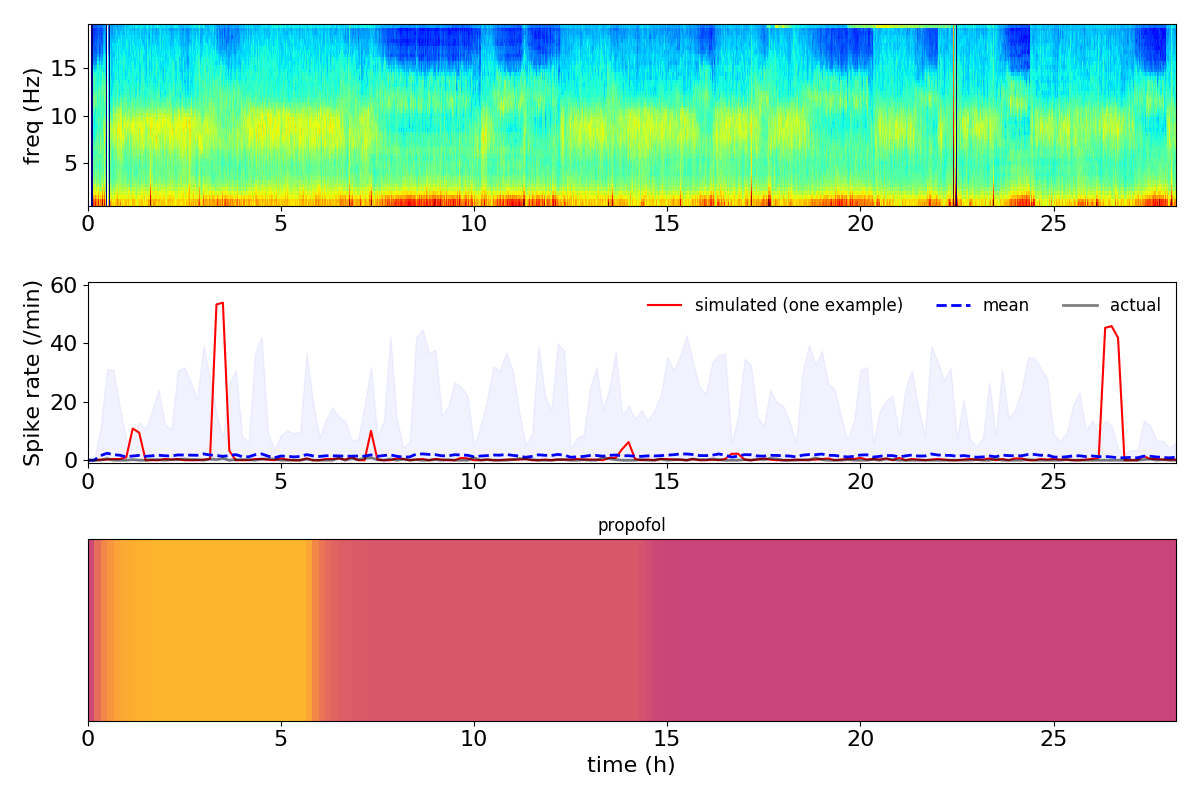 freq (Hz)
15
10
5
0 5 10 15 20 25
Spike rate (/min)
60
40
20
0
simulated (one example) mean actual
0 5 10 15 20 25
propofol
0 5 10 15 20 25
time (h)